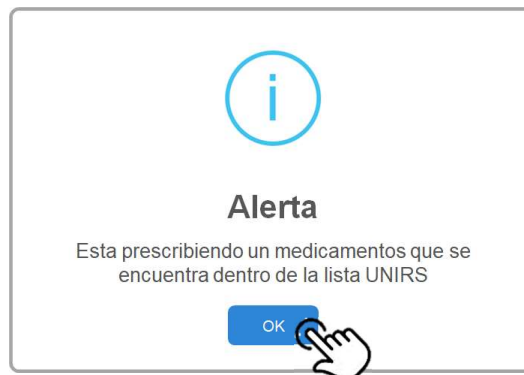 Alerta
Esta prescribiendo un medicamentos que se
encuentra dentro de la lista UNIRS
OK